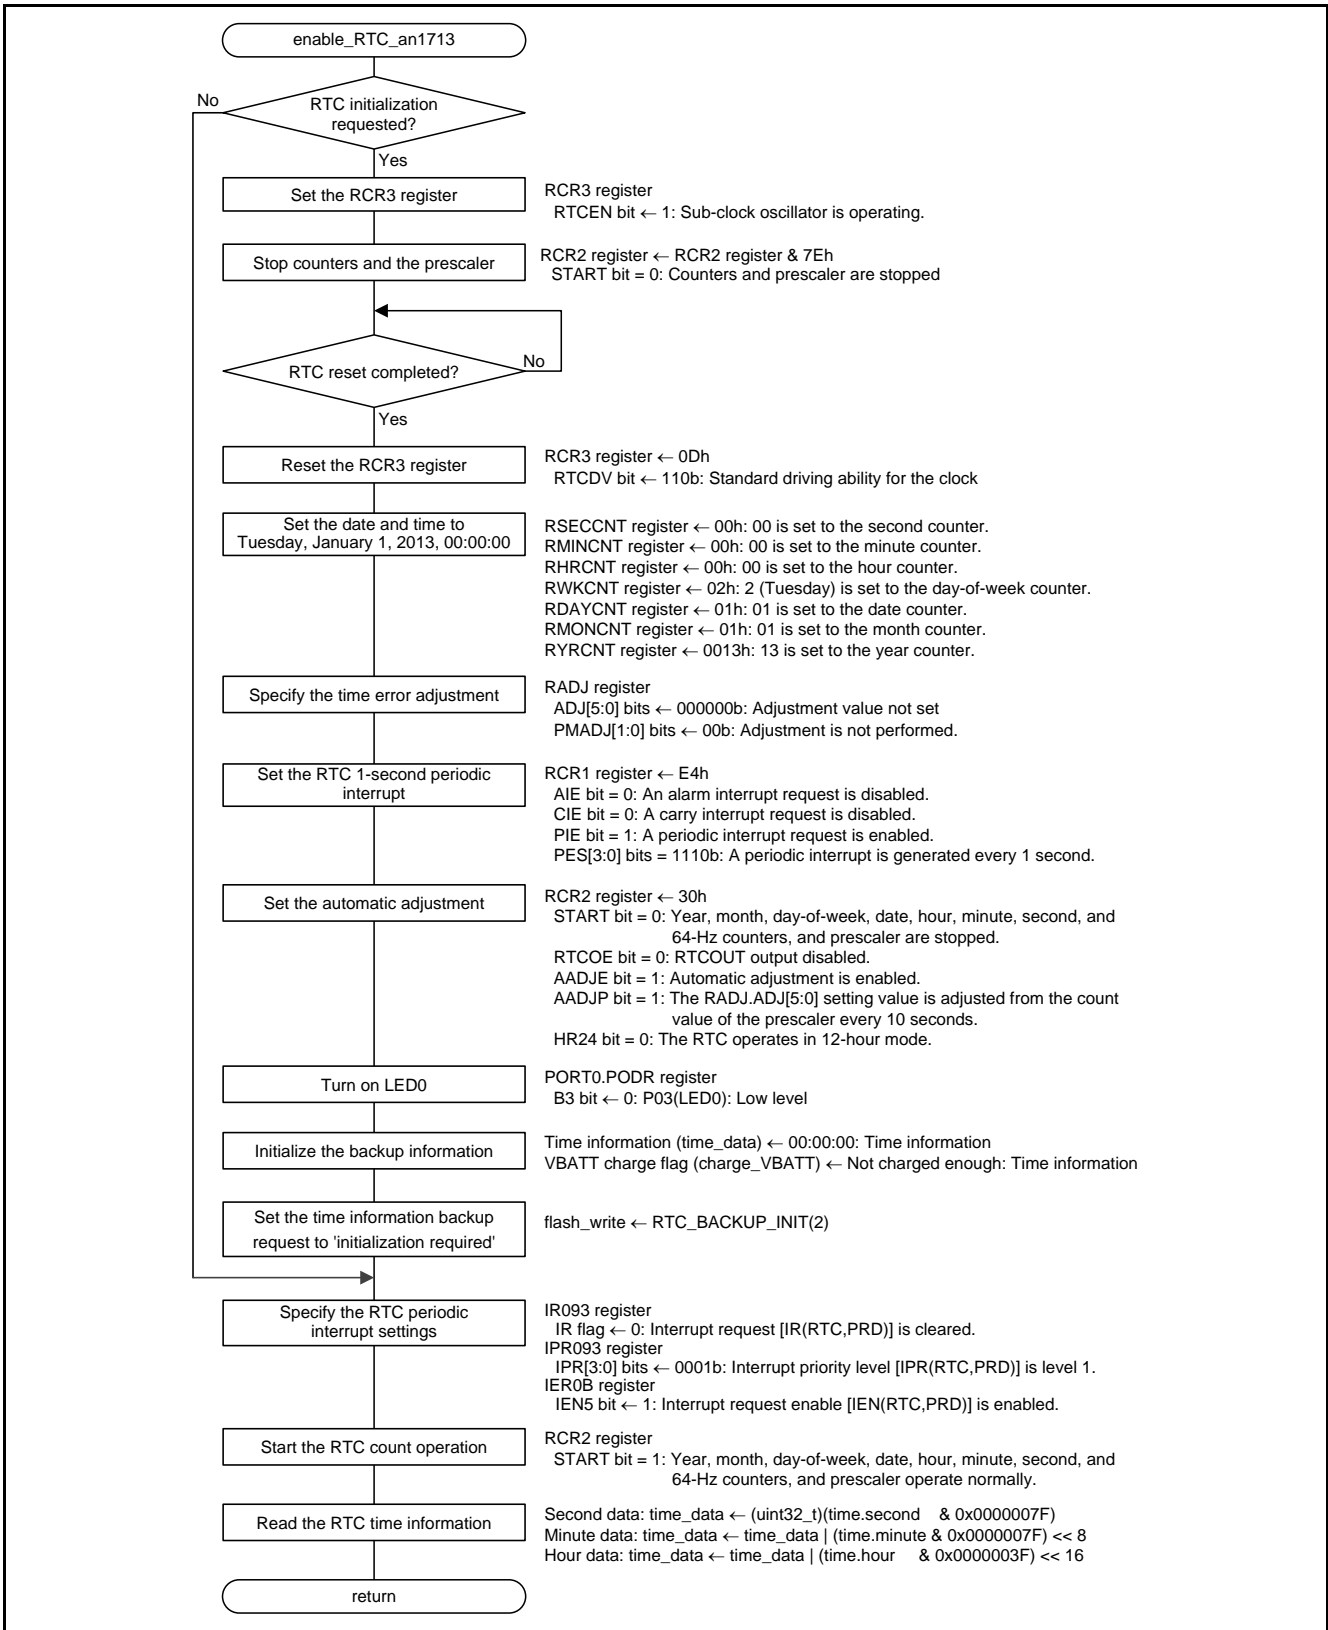 enable_RTC_an1713
No
RTC initialization
requested?
Yes
Set the RCR3 register
RCR3 register
RTCEN bit ← 1: Sub-clock oscillator is operating.
Stop counters and the prescaler
RCR2 register ← RCR2 register & 7Eh
START bit = 0: Counters and prescaler are stopped
RTC reset completed?
No
Yes
Reset the RCR3 register
RCR3 register ← 0Dh
RTCDV bit ← 110b: Standard driving ability for the clock
Set the date and time to
Tuesday, January 1, 2013, 00:00:00
RSECCNT register ← 00h: 00 is set to the second counter.
RMINCNT register ← 00h: 00 is set to the minute counter.
RHRCNT register ← 00h: 00 is set to the hour counter.
RWKCNT register ← 02h: 2 (Tuesday) is set to the day-of-week counter.
RDAYCNT register ← 01h: 01 is set to the date counter.
RMONCNT register ← 01h: 01 is set to the month counter.
RYRCNT register ← 0013h: 13 is set to the year counter.
Specify the time error adjustment
RADJ register
ADJ[5:0] bits ← 000000b: Adjustment value not set
PMADJ[1:0] bits ← 00b: Adjustment is not performed.
Set the RTC 1-second periodic
interrupt
RCR1 register ← E4h
AIE bit = 0: An alarm interrupt request is disabled.
CIE bit = 0: A carry interrupt request is disabled.
PIE bit = 1: A periodic interrupt request is enabled.
PES[3:0] bits = 1110b: A periodic interrupt is generated every 1 second.
Set the automatic adjustment
RCR2 register ← 30h
START bit = 0: Year, month, day-of-week, date, hour, minute, second, and
64-Hz counters, and prescaler are stopped.
RTCOE bit = 0: RTCOUT output disabled.
AADJE bit = 1: Automatic adjustment is enabled.
AADJP bit = 1: The RADJ.ADJ[5:0] setting value is adjusted from the count
value of the prescaler every 10 seconds.
HR24 bit = 0: The RTC operates in 12-hour mode.
Turn on LED0
PORT0.PODR register
B3 bit ← 0: P03(LED0): Low level
Initialize the backup information
Time information (time_data) ← 00:00:00: Time information
VBATT charge flag (charge_VBATT) ← Not charged enough: Time information
Set the time information backup
request to 'initialization required'
flash_write ← RTC_BACKUP_INIT(2)
Specify the RTC periodic
interrupt settings
IR093 register
IR flag ← 0: Interrupt request [IR(RTC,PRD)] is cleared.
IPR093 register
IPR[3:0] bits ← 0001b: Interrupt priority level [IPR(RTC,PRD)] is level 1.
IER0B register
IEN5 bit ← 1: Interrupt request enable [IEN(RTC,PRD)] is enabled.
Start the RTC count operation
RCR2 register
START bit = 1: Year, month, day-of-week, date, hour, minute, second, and
64-Hz counters, and prescaler operate normally.
Read the RTC time information
Second data: time_data ← (uint32_t)(time.second & 0x0000007F)
Minute data: time_data ← time_data | (time.minute & 0x0000007F) << 8
Hour data: time_data ← time_data | (time.hour & 0x0000003F) << 16
return